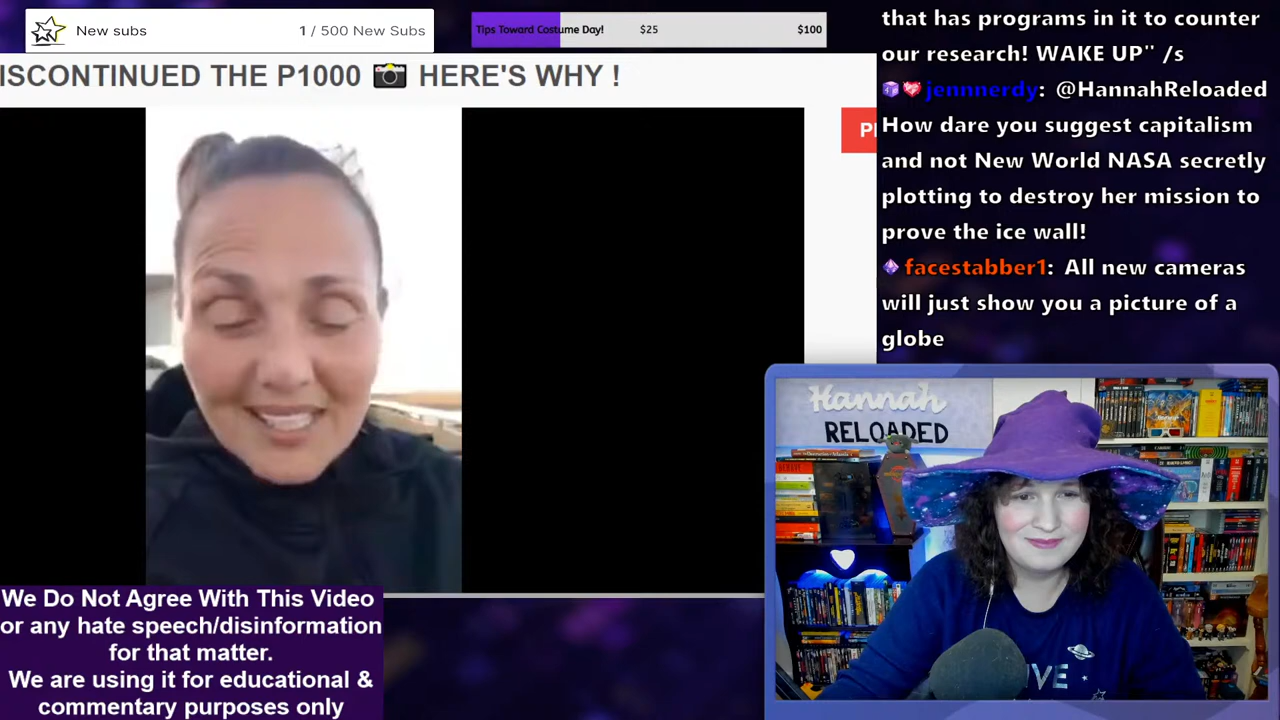 New subs
1 / 500 New Subs
Tips Toward Costume Day!
$25
$100
ISCONTINUED THE P1000 📷 HERE'S WHY !
that has programs in it to counter
our research! WAKE UP" /s
jennnerdy: @HannahReloaded
How dare you suggest capitalism
and not New World NASA secretly
plotting to destroy her mission to
prove the ice wall!
facestabber1: All new cameras
will just show you a picture of a
globe
Hannah
RELOADED
We Do Not Agree With This Video
or any hate speech/disinformation
for that matter.
We are using it for educational &
commentary purposes only